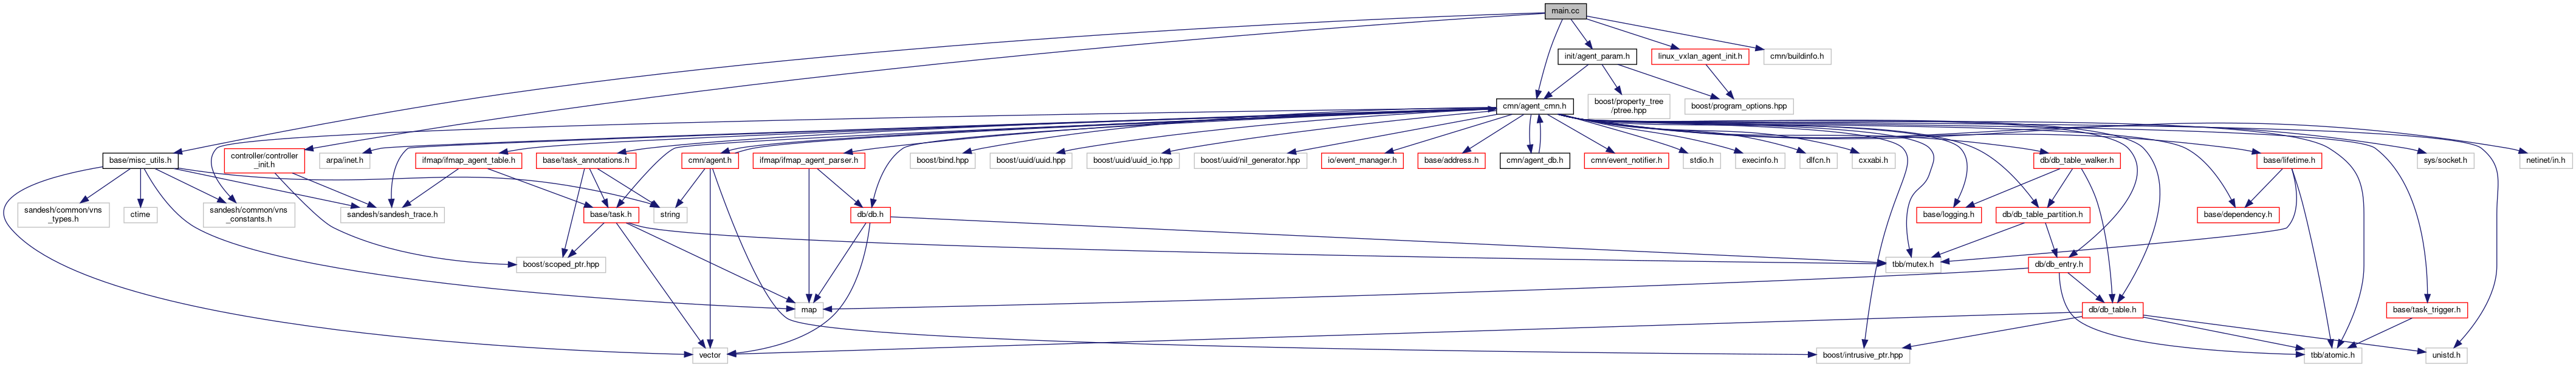 main.cc
init/agent_param.h
linux_vxlan_agent_init.h
cmn/buildinfo.h
cmn/agent_cmn.h
boost/property_tree
/ptree.hpp
boost/program_options.hpp
base/misc_utils.h
controller/controller
_init.h
arpa/inet.h
ifmap/ifmap_agent_table.h
base/task_annotations.h
cmn/agent.h
ifmap/ifmap_agent_parser.h
boost/bind.hpp
boost/uuid/uuid.hpp
boost/uuid/uuid_io.hpp
boost/uuid/nil_generator.hpp
io/event_manager.h
base/address.h
cmn/agent_db.h
cmn/event_notifier.h
stdio.h
execinfo.h
dlfcn.h
cxxabi.h
db/db_table_walker.h
base/lifetime.h
sys/socket.h
netinet/in.h
sandesh/common/vns
_types.h
ctime
sandesh/common/vns
_constants.h
sandesh/sandesh_trace.h
base/task.h
string
db/db.h
base/logging.h
db/db_table_partition.h
base/dependency.h
boost/scoped_ptr.hpp
tbb/mutex.h
db/db_entry.h
map
db/db_table.h
base/task_trigger.h
vector
boost/intrusive_ptr.hpp
tbb/atomic.h
unistd.h